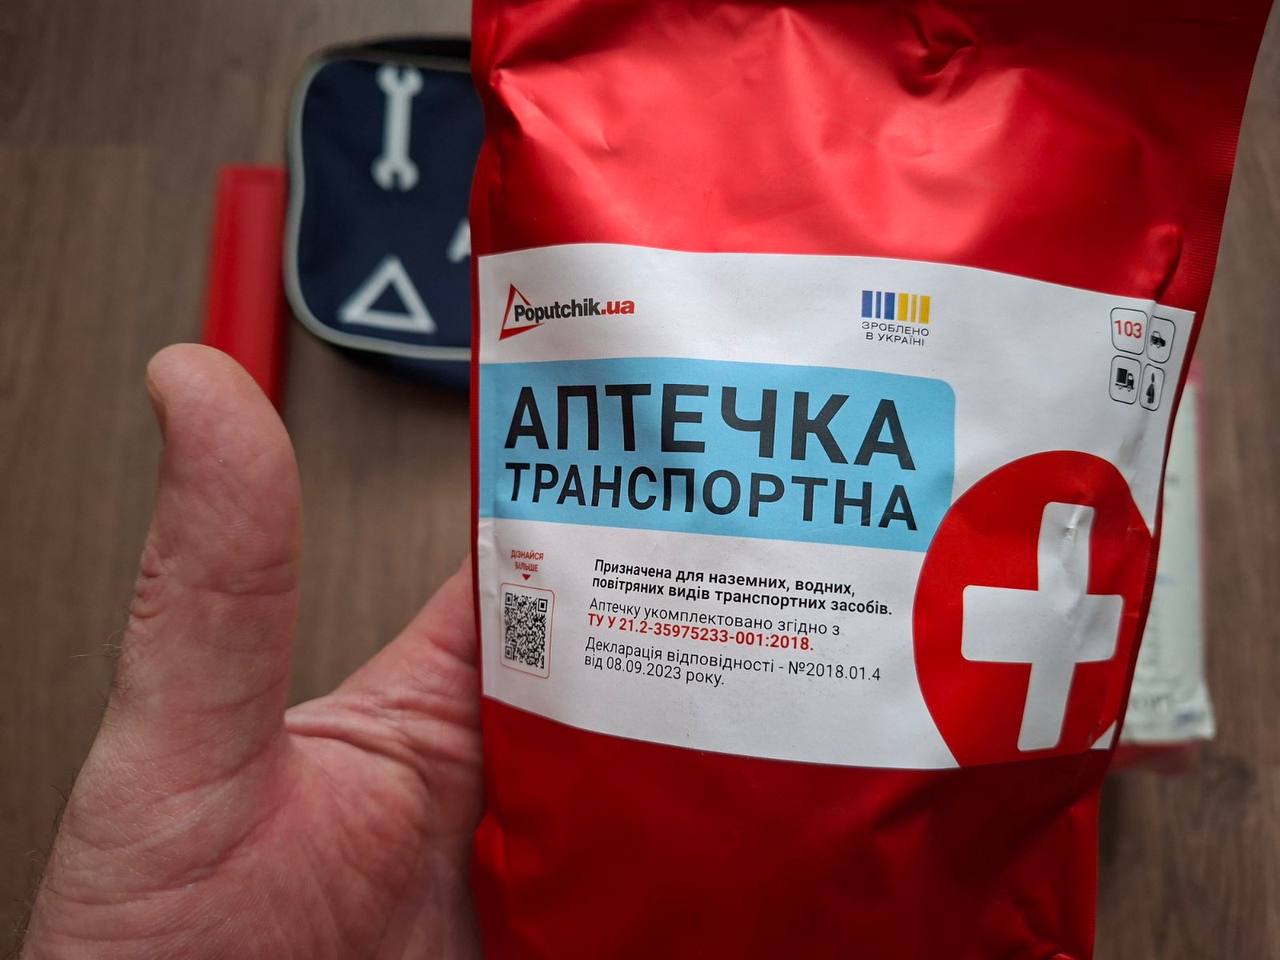 Poputchik.ua
ЗРОБЛЕНО
В УКРАЇНІ
103
АПТЕЧКА
ТРАНСПОРТНА
ДІЗНАЙСЯ
БІЛЬШЕ
Призначена для наземних, водних,
повітряних видів транспортних засобів.
Аптечку укомплектовано згідно з
ТУ У 21.2-35975233-001:2018.
Декларація відповідності - №2018.01.4
від 08.09.2023 року.